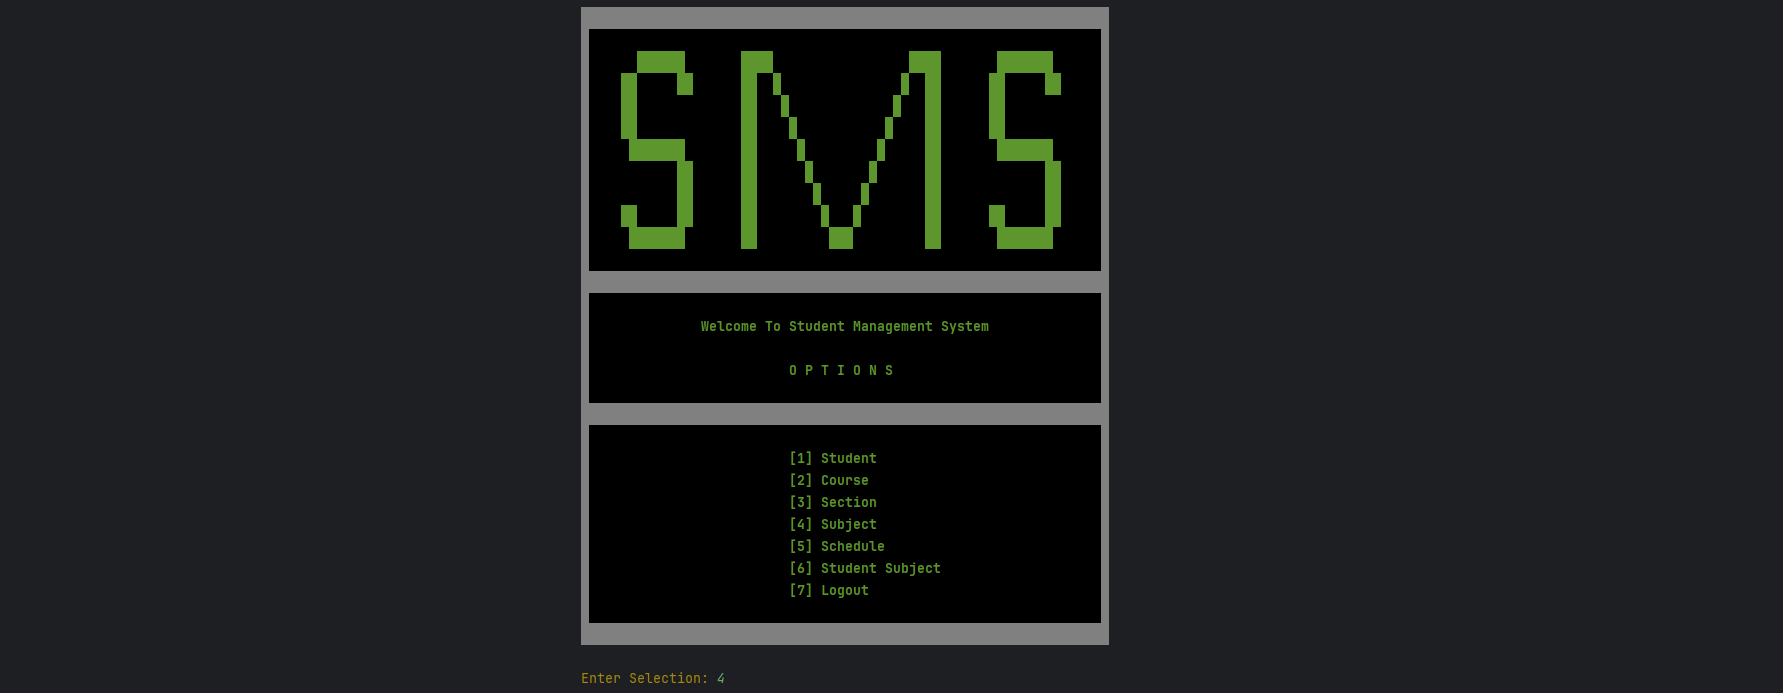 SMS
Welcome To Student Management System
O P T I O N S
[1] Student
[2] Course
[3] Section
[4] Subject
[5] Schedule
[6] Student Subject
[7] Logout
Enter Selection: 4